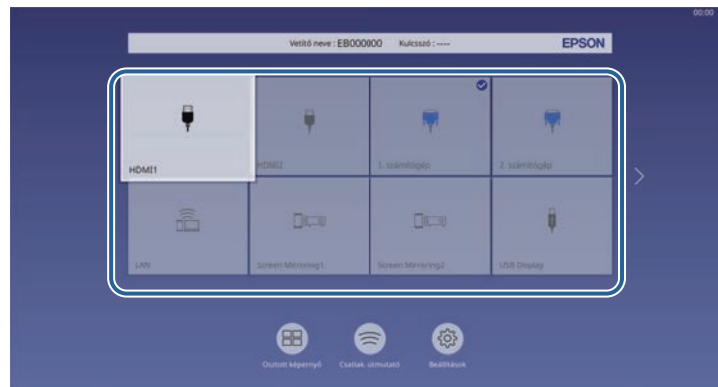 00:00
Vetítő neve : EB000900 Kulcsszó : ---- EPSON
HDMI1 HDMI2 1. számítógép 2. számítógép
LAN Screen Mirroring1 Screen Mirroring2 USB Display
Osztott képernyő Csatlak. útmutató Beállítások